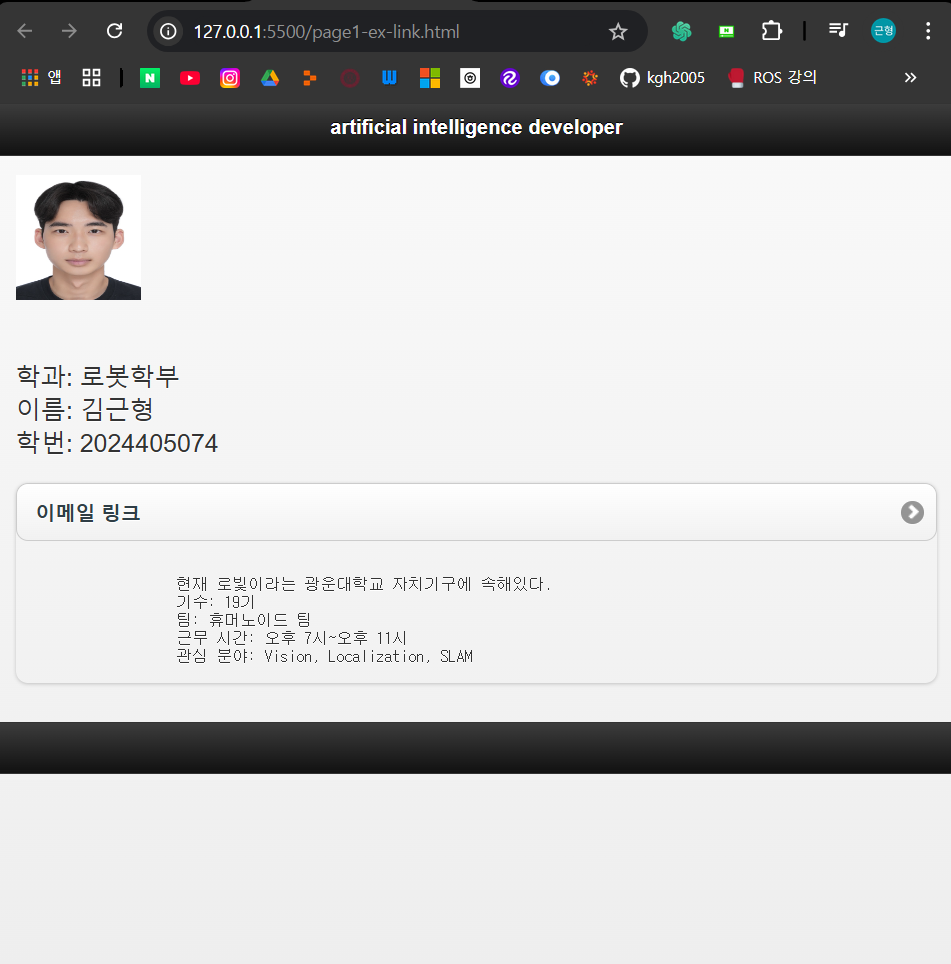 127.0.0.1:5500/page1-ex-link.html
근형
앱
N
kgh2005
ROS 강의
artificial intelligence developer
학과: 로봇학부
이름: 김근형
학번: 2024405074
이메일 링크
현재 로빛이라는 광운대학교 자치기구에 속해있다.
기수: 19기
팀: 휴머노이드 팀
근무 시간: 오후 7시~오후 11시
관심 분야: Vision, Localization, SLAM